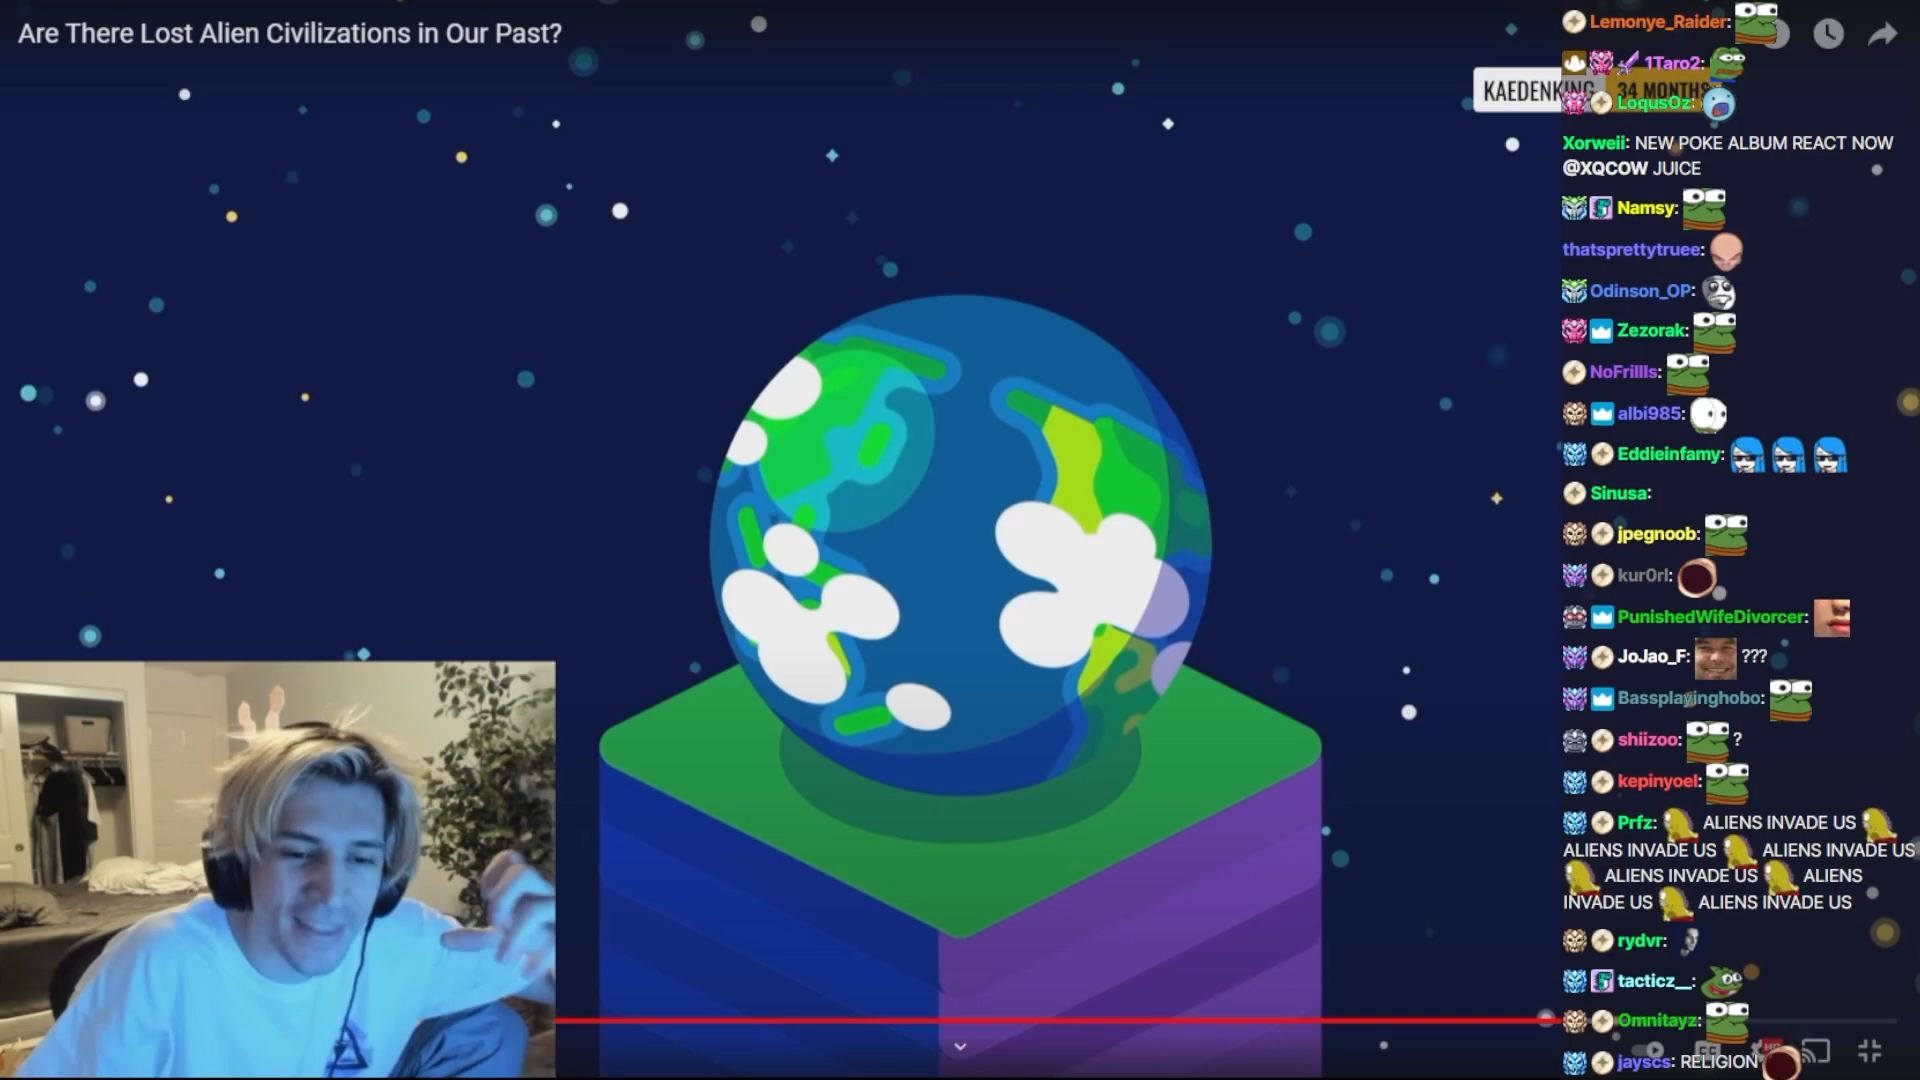 Are There Lost Alien Civilizations in Our Past?
KAEDENKING 34 MONTHS
Lemonye_Raider:
1Taro2:
LoqusOz:
Xorweii: NEW POKE ALBUM REACT NOW
@XQCOW JUICE
Namsy:
thatsprettytruee:
Odinson_OP:
Zezorak:
NoFrillls:
albi985:
Eddieinfamy:
Sinusa:
jpegnoob:
kur0rl:
PunishedWifeDivorcer:
JoJao_F: ???
Bassplayinghobo:
shiizoo: ?
kepinyoel:
Prfz: ALIENS INVADE US
ALIENS INVADE US ALIENS INVADE US
ALIENS INVADE US ALIENS
INVADE US ALIENS INVADE US
rydvr:
tacticz__:
Omnitayz:
jayscs: RELIGION